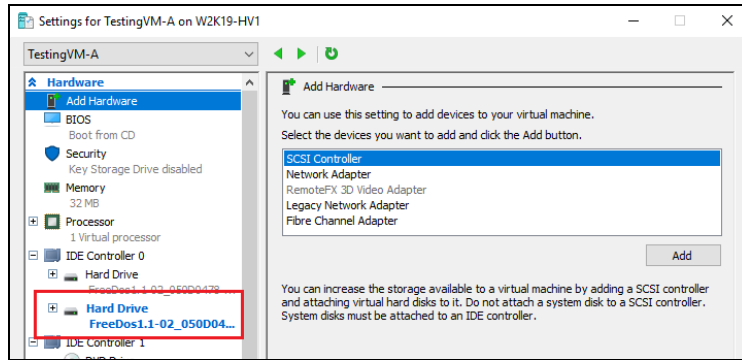 Settings for TestingVM-A on W2K19-HV1
TestingVM-A
Hardware
Add Hardware
BIOS
Boot from CD
Security
Key Storage Drive disabled
Memory
32 MB
Processor
1 Virtual processor
IDE Controller 0
Hard Drive
FreeDos1.1-02_050D0478-...
Hard Drive
FreeDos1.1-02_050D04...
IDE Controller 1
DVD Drive
Add Hardware
You can use this setting to add devices to your virtual machine.
Select the devices you want to add and click the Add button.
SCSI Controller
Network Adapter
RemoteFX 3D Video Adapter
Legacy Network Adapter
Fibre Channel Adapter
Add
You can increase the storage available to a virtual machine by adding a SCSI controller
and attaching virtual hard disks to it. Do not attach a system disk to a SCSI controller.
System disks must be attached to an IDE controller.